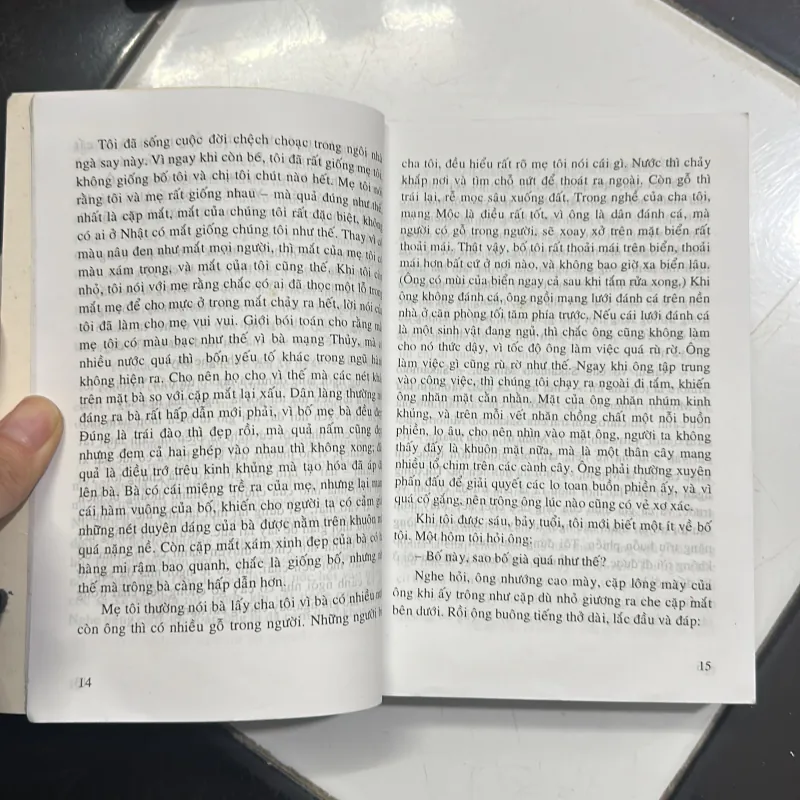 Tôi đã sống cuộc đời chệch choạc trong ngôi nhà
ngà say này. Vì ngay khi còn bé, tôi đã rất giống mẹ tôi
không giống bố tôi và chị tôi chút nào hết. Mẹ tôi
rằng tôi và mẹ rất giống nhau – mà quả đúng như thế
nhất là cặp mắt, mắt của chúng tôi rất đặc biệt, không
có ai ở Nhật có mắt giống chúng tôi như thế. Thay vì có
màu nâu đen như mắt mọi người, thì mắt của mẹ tôi có
màu xám trong, và mắt của tôi cũng thế. Khi tôi còn
nhỏ, tôi nói với mẹ rằng chắc có ai đã thọc một lỗ trong
mắt mẹ để cho mực ở trong mắt chảy ra hết, lời nói của
tôi đã làm cho mẹ vui vui. Giới bói toán cho rằng mắt
mẹ tôi có màu bạc như thế vì bà mạng Thủy, mà
nhiều nước quá thì bốn yếu tố khác trong ngũ hành
không hiện ra. Cho nên họ cho vì thế mà các nét khác
trên mặt bà so với cặp mắt lại xấu. Dân làng thường nói
đáng ra bà rất hấp dẫn mới phải, vì bố mẹ bà đều đẹp
Đúng là trái đào thì đẹp rồi, mà quả nấm cũng đẹp
nhưng đem cả hai ghép vào nhau thì không xong;
quả là điều trớ trêu kinh khủng mà tạo hóa đã áp đặt
lên bà. Bà có cái miệng trề ra của mẹ, nhưng lại mang
cái hàm vuông của bố, khiến cho người ta có cảm giác
những nét duyên dáng của bà được nằm trên khuôn mặt
quá nặng nề. Còn cặp mắt xám xinh đẹp của bà có
hàng mi rậm bao quanh, chắc là giống bố, nhưng
thế mà trông bà càng hấp dẫn hơn.
Mẹ tôi thường nói bà lấy cha tôi vì bà có nhiều nước
còn ông thì có nhiều gỗ trong người. Những người
14
cha tôi, đều hiểu rất rõ mẹ tôi nói cái gì. Nước thì chảy
khắp nơi và tìm chỗ nứt để thoát ra ngoài. Còn gỗ thì
trái lại, rễ mọc sâu xuống đất. Trong nghề của cha tôi,
mạng Mộc là điều rất tốt, vì ông là dân đánh cá, mà
người có gỗ trong người, sẽ xoay xở trên mặt biển rất
thoải mái. Thật vậy, bố tôi rất thoải mái trên biển, thoải
mái hơn bất cứ ở nơi nào, và không bao giờ xa biển lâu.
(Ông có mùi của biển ngay cả sau khi tắm rửa xong.) Khi
ông không đánh cá, ông ngồi mạng lưới đánh cá trên nền
nhà ở căn phòng tối tăm phía trước. Nếu cái lưới đánh cá
là một sinh vật đang ngủ, thì chắc ông cũng không làm
cho nó thức dậy, vì tốc độ ông làm việc quá rù rờ. Ông
làm việc gì cũng rù rờ như thế. Ngay khi ông tập trung
vào công việc, thì chúng tôi chạy ra ngoài đi tắm, khiến
ông nhăn mặt cằn nhằn. Mặt của ông nhăn nhúm kinh
khủng, và trên mỗi vết nhăn chồng chất một nỗi buồn
phiền, lo âu, cho nên nhìn vào mặt ông, người ta không
thấy đấy là khuôn mặt nữa, mà là một thân cây mang
nhiều tổ chim trên các cành cây. Ông phải thường xuyên
phấn đấu để giải quyết các lo toan buồn phiền ấy, và vì
quá cố gắng, nên trông ông lúc nào cũng có vẻ xơ xác.
Khi tôi được sáu, bảy tuổi, tôi mới biết một ít về bố
tôi. Một hôm tôi hỏi ông:
– Bố này, sao bố già quá như thế?
Nghe hỏi, ông nhướng cao mày, cặp lông mày của
ông khi ấy trông như cặp dù nhỏ giương ra che cặp mắt
bên dưới. Rồi ông buông tiếng thở dài, lắc đầu và đáp:
15